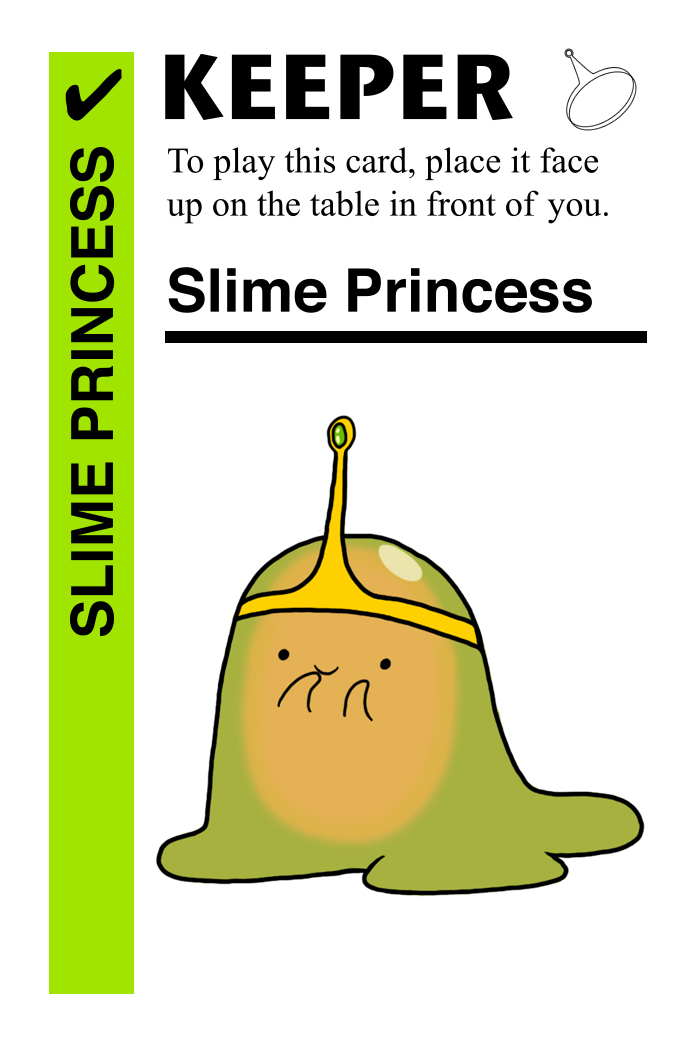 KEEPER
To play this card, place it face
up on the table in front of you.
Slime Princess
SLIME PRINCESS